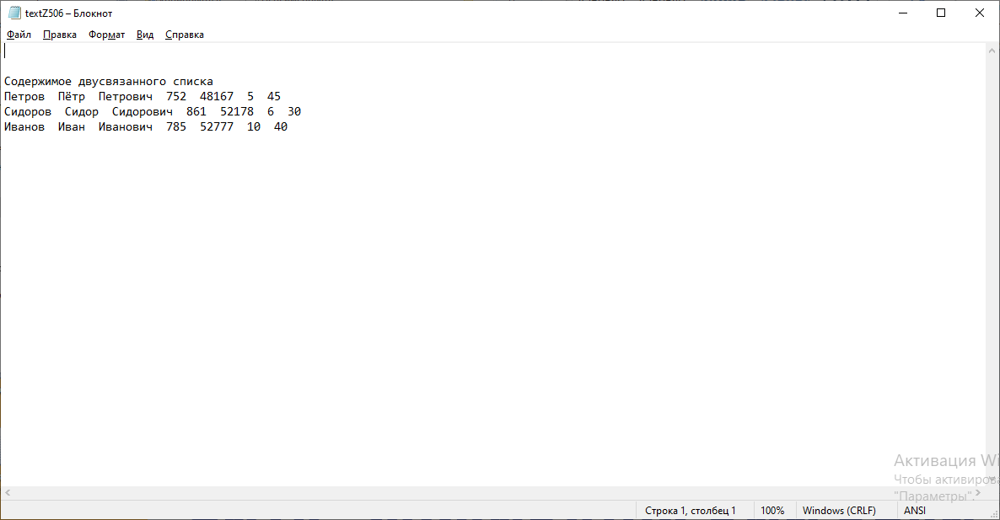 textZ506 – Блокнот
Файл Правка Формат Вид Справка
Содержимое двусвязанного списка
Петров Пётр Петрович 752 48167 5 45
Сидоров Сидор Сидорович 861 52178 6 30
Иванов Иван Иванович 785 52777 10 40
Активация Wi
Чтобы активирова
"Параметры".
Строка 1, столбец 1 100% Windows (CRLF) ANSI